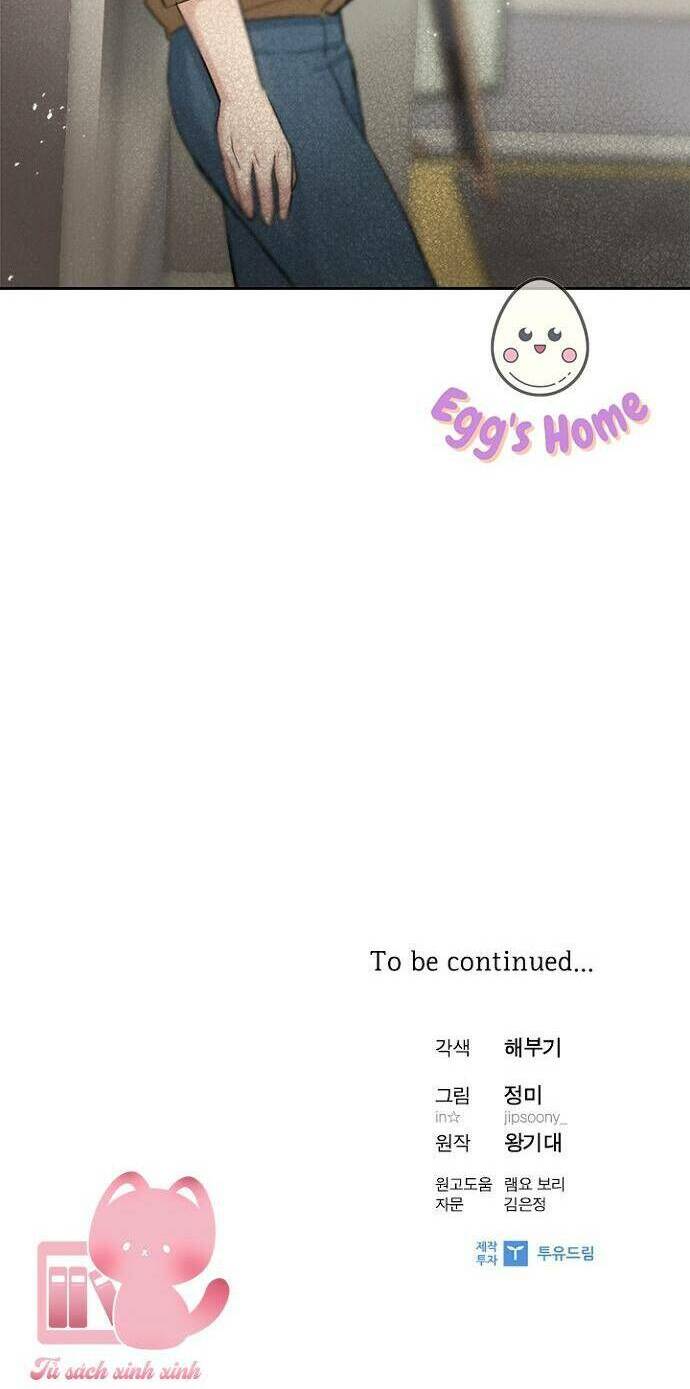 Egg's Home
To be continued...
각색 해부기
그림 정미
in☆ jipsoony_
원작 왕기대
원고도움 램요 보리
자문 김은정
제작
투자 투유드림
Tủ sách xinh xinh